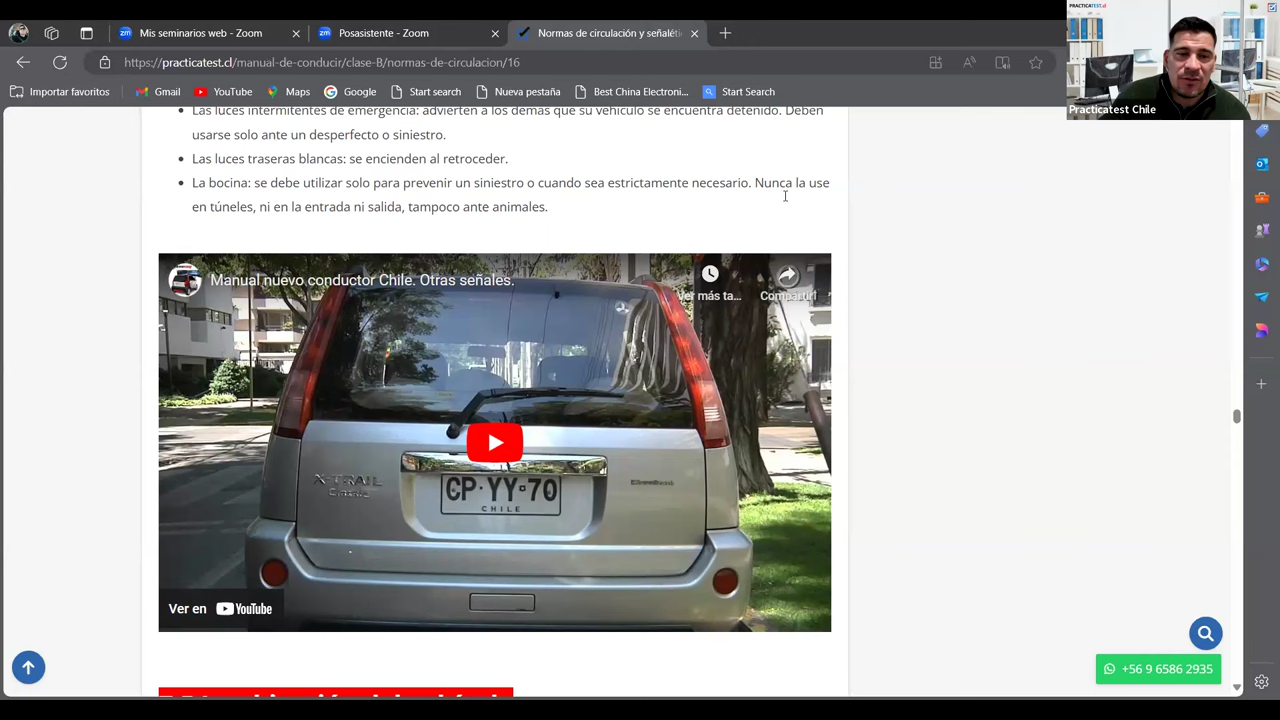 PRACTICATEST.cl
Mis seminarios web - Zoom
Posasistente - Zoom
Normas de circulación y señaléti
https://practicatest.cl/manual-de-conducir/clase-B/normas-de-circulacion/16
Importar favoritos
Gmail
YouTube
Maps
Google
Start search
Nueva pestaña
Best China Electroni...
Start Search
Practicatest Chile
Las luces intermitentes de emergencia: advierten a los demás que su vehículo se encuentra detenido. Deben
usarse solo ante un desperfecto o siniestro.
Las luces traseras blancas: se encienden al retroceder.
La bocina: se debe utilizar solo para prevenir un siniestro o cuando sea estrictamente necesario. Nunca la use
en túneles, ni en la entrada ni salida, tampoco ante animales.
Manual nuevo conductor Chile. Otras señales.
Ver más ta...
Compartir
X-TRAIL
Classic
CP·YY·70
CHILE
Ver en YouTube
+56 9 6586 2935